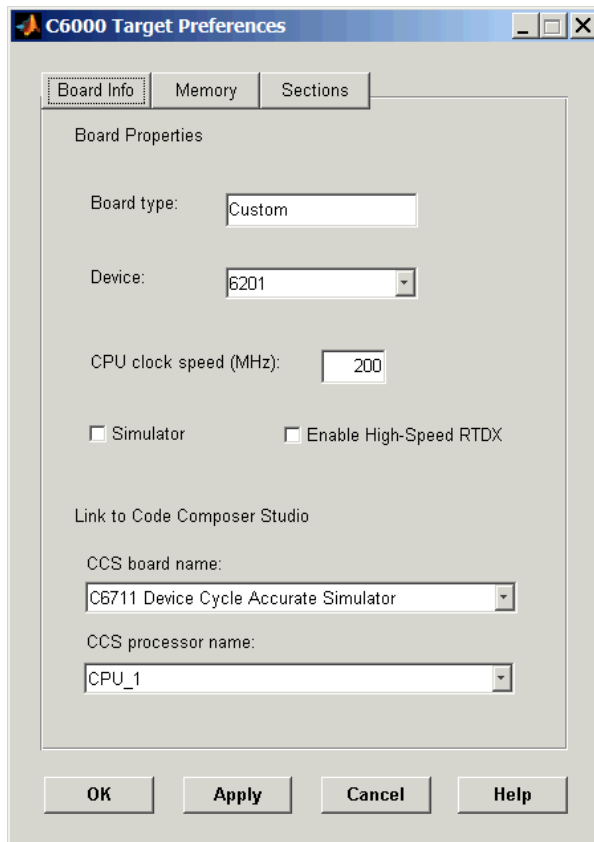 C6000 Target Preferences
Board Info Memory Sections
Board Properties
Board type: Custom
Device: 6201
CPU clock speed (MHz): 200
Simulator Enable High-Speed RTDX
Link to Code Composer Studio
CCS board name:
C6711 Device Cycle Accurate Simulator
CCS processor name:
CPU_1
OK Apply Cancel Help